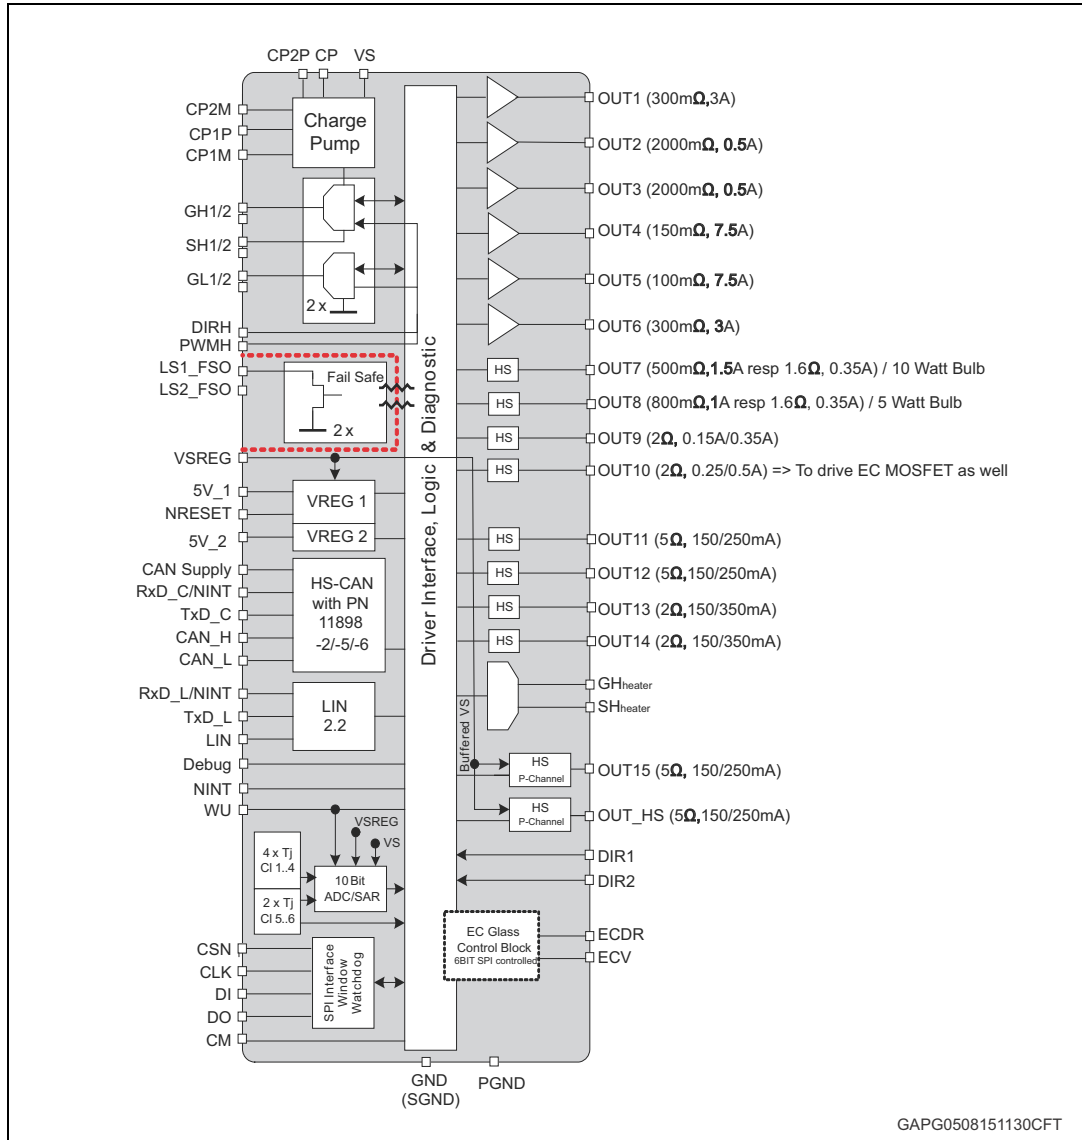 CP2P CP VS
CP2M
CP1P
CP1M
Charge
Pump
GH1/2
SH1/2
GL1/2
2 x
DIRH
PWMH
LS1_FSO
LS2_FSO
Fail Safe
2 x
VSREG
5V_1
NRESET
5V_2
VREG 1
VREG 2
CAN Supply
RxD_C/NINT
TxD_C
CAN_H
CAN_L
HS-CAN
with PN
11898
-2/-5/-6
RxD_L/NINT
TxD_L
LIN
LIN
2.2
Debug
NINT
WU
VSREG
VS
4 x Tj
Cl 1..4
2 x Tj
Cl 5..6
10 Bit
ADC/SAR
CSN
CLK
DI
DO
CM
SPI Interface
Window
Watchdog
Driver Interface, Logic & Diagnostic
Buffered VS
OUT1 (300mΩ,3A)
OUT2 (2000mΩ, 0.5A)
OUT3 (2000mΩ, 0.5A)
OUT4 (150mΩ, 7.5A)
OUT5 (100mΩ, 7.5A)
OUT6 (300mΩ, 3A)
HS OUT7 (500mΩ,1.5A resp 1.6Ω, 0.35A) / 10 Watt Bulb
HS OUT8 (800mΩ,1A resp 1.6Ω, 0.35A) / 5 Watt Bulb
HS OUT9 (2Ω, 0.15A/0.35A)
HS OUT10 (2Ω, 0.25/0.5A) => To drive EC MOSFET as well
HS OUT11 (5Ω, 150/250mA)
HS OUT12 (5Ω,150/250mA)
HS OUT13 (2Ω,150/350mA)
HS OUT14 (2Ω, 150/350mA)
GHheater
SHheater
HS
P-Channel
OUT15 (5Ω, 150/250mA)
HS
P-Channel
OUT_HS (5Ω,150/250mA)
DIR1
DIR2
EC Glass
Control Block
6BIT SPI controlled
ECDR
ECV
GND
(SGND)
PGND
GAPG0508151130CFT